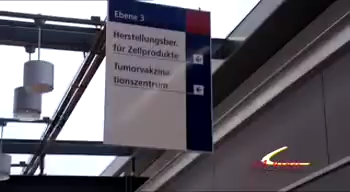 Ebene 3
Herstellungsber.
für Zellprodukte
Tumorvakzina-
tionszentrum